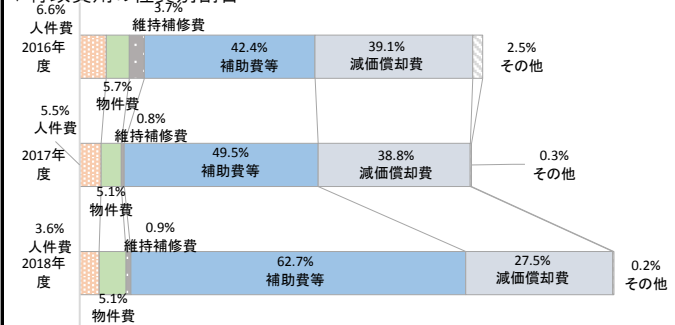 6.6%
人件費
3.7%
維持補修費
2016年
度
42.4%
補助費等
39.1%
減価償却費
2.5%
その他
5.7%
物件費
5.5%
人件費
0.8%
維持補修費
2017年
度
49.5%
補助費等
38.8%
減価償却費
0.3%
その他
5.1%
物件費
3.6%
人件費
0.9%
維持補修費
2018年
度
62.7%
補助費等
27.5%
減価償却費
0.2%
その他
5.1%
物件費